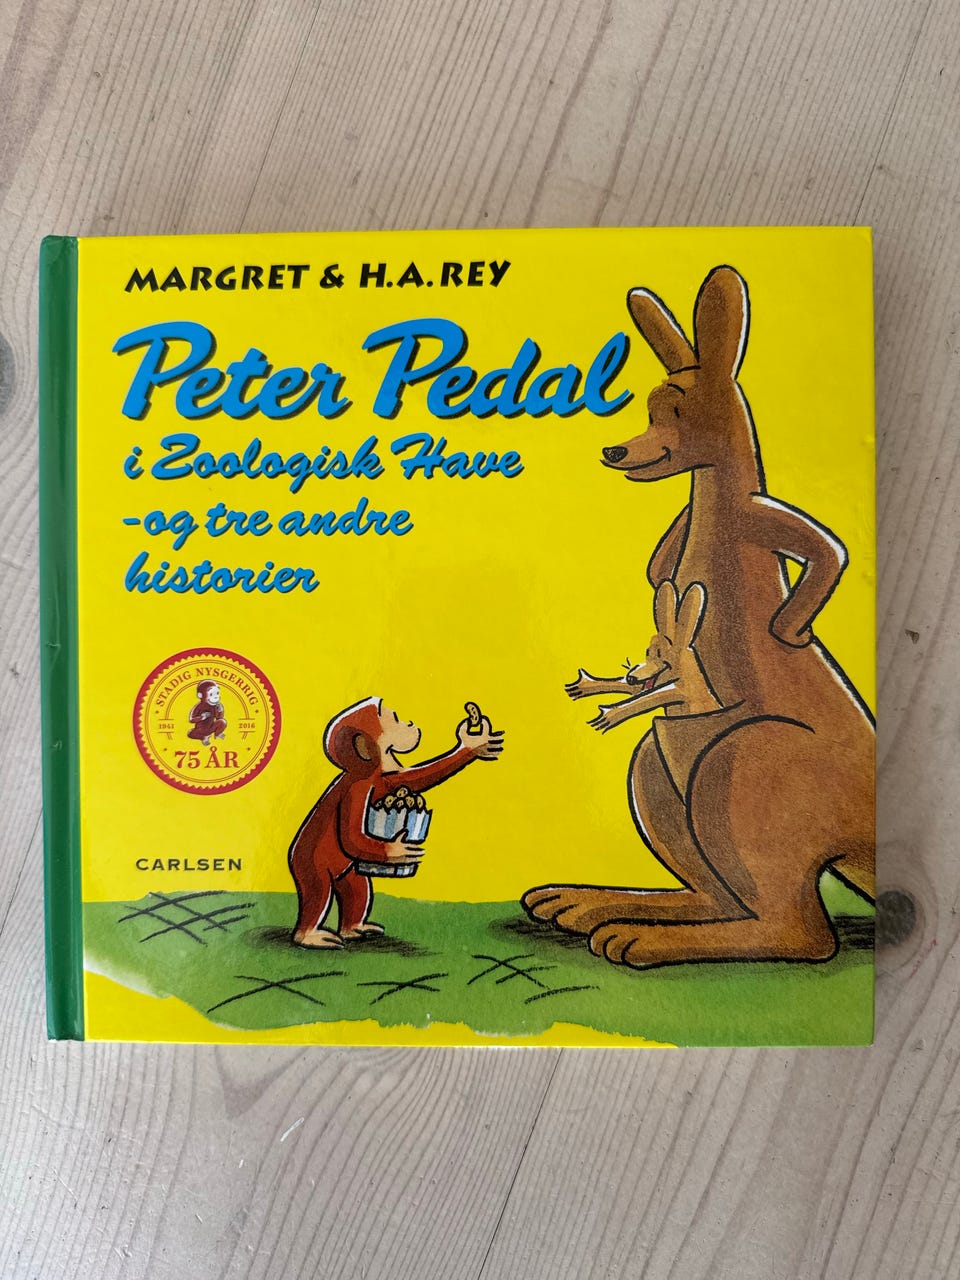 MARGRET & H.A.REY
Peter Pedal
i Zoologisk Have
-og tre andre
historier
STADIG NYSGERRIG
1941 2016
75 ÅR
CARLSEN